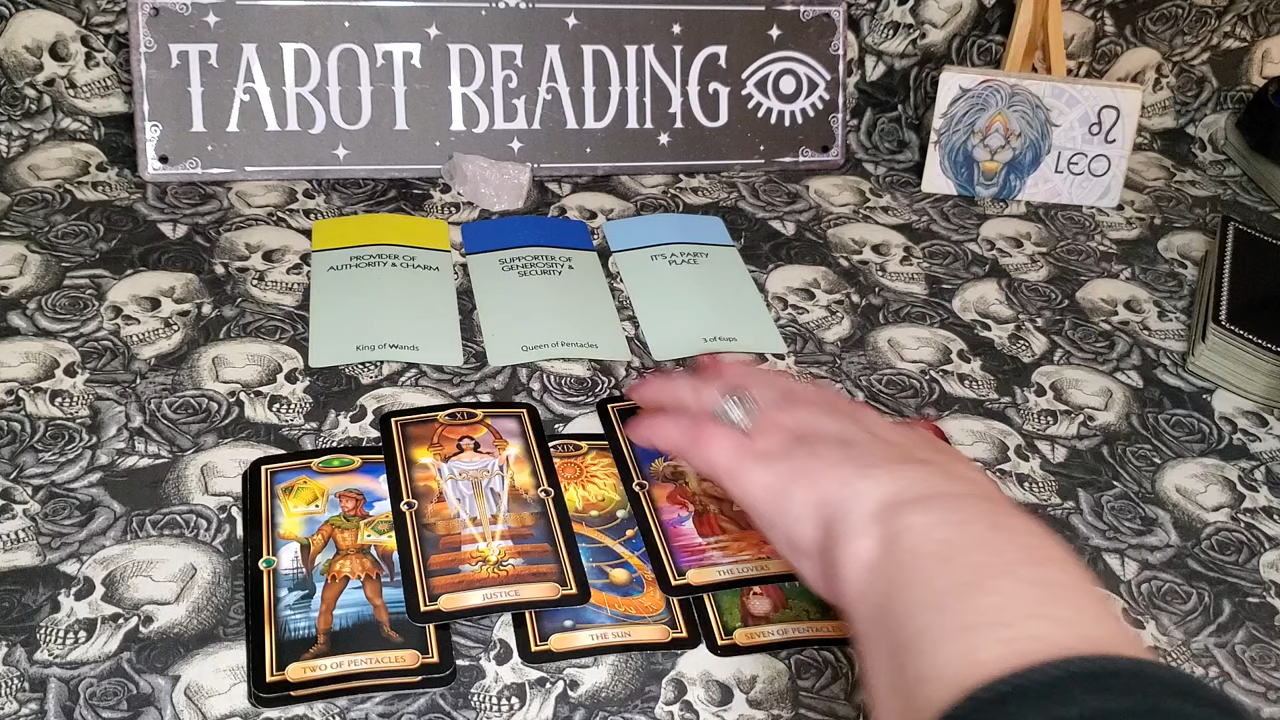 TAROT READING
LEO
PROVIDER OF
AUTHORITY & CHARM
King of Wands
SUPPORTER OF
GENEROSITY &
SECURITY
Queen of Pentacles
IT'S A PARTY
PLACE
3 of Cups
XI
JUSTICE
TWO OF PENTACLES
XIX
THE SUN
THE LOVERS
SEVEN OF PENTACLES